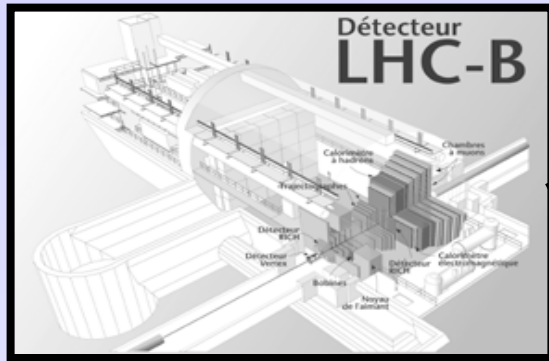 Détecteur
LHC-B
Calorimètre
à hadrons
Chambres
à muons
Trajectographes
Détecteur
RICH
Détecteur
Vertex
Bobines
Noyau
de l'aimant
Détecteur
RICH
Calorimètre
électromagnétique